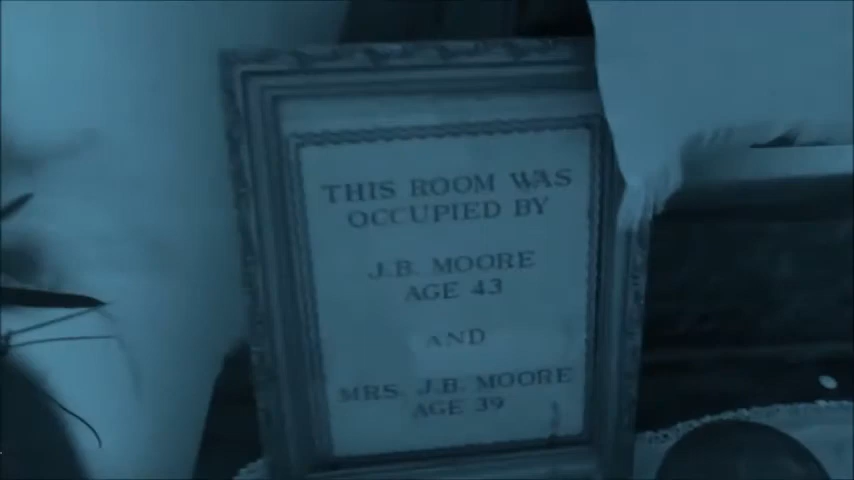 THIS ROOM WAS
OCCUPIED BY
J.B. MOORE
AGE 43
AND
MRS. J.B. MOORE
AGE 39